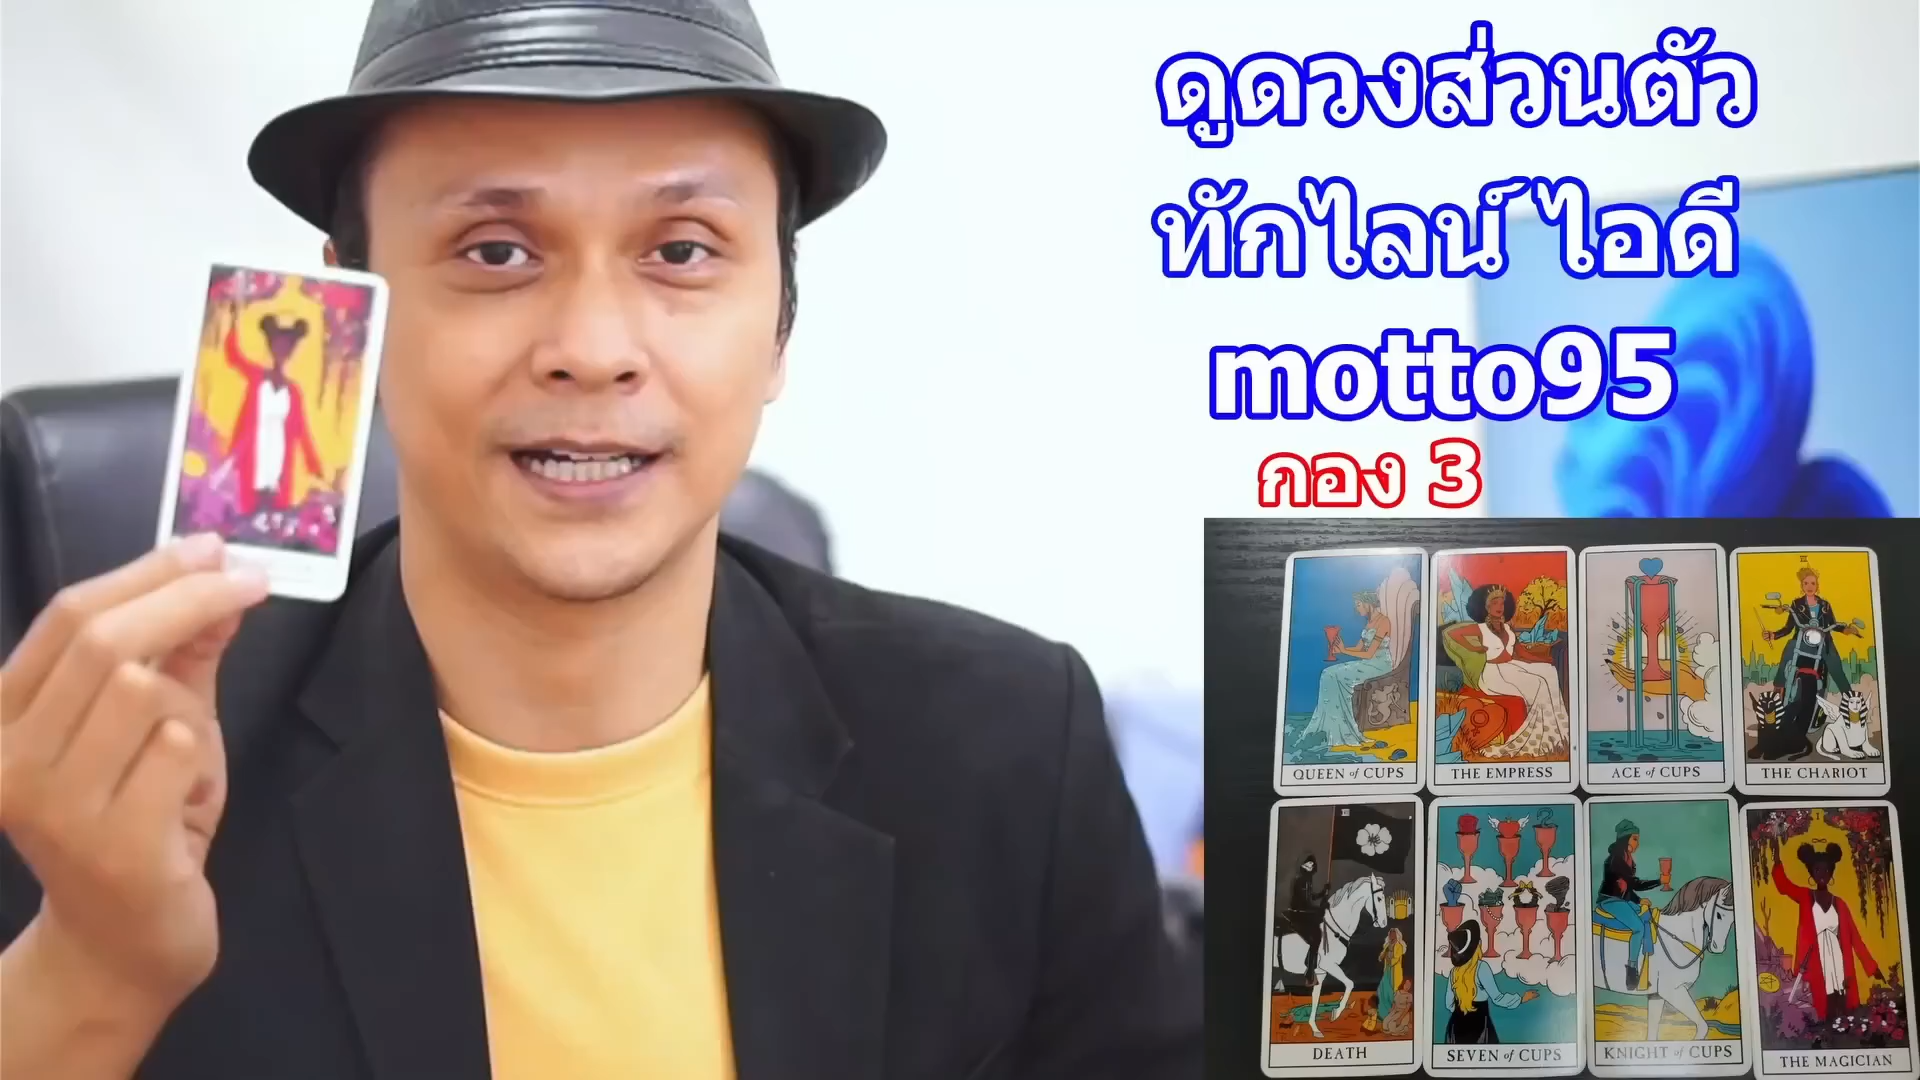 ดูดวงส่วนตัว
ทักไลน์ ไอดี
motto95
กอง 3
QUEEN of CUPS
THE EMPRESS
ACE of CUPS
THE CHARIOT
DEATH
SEVEN of CUPS
KNIGHT of CUPS
THE MAGICIAN